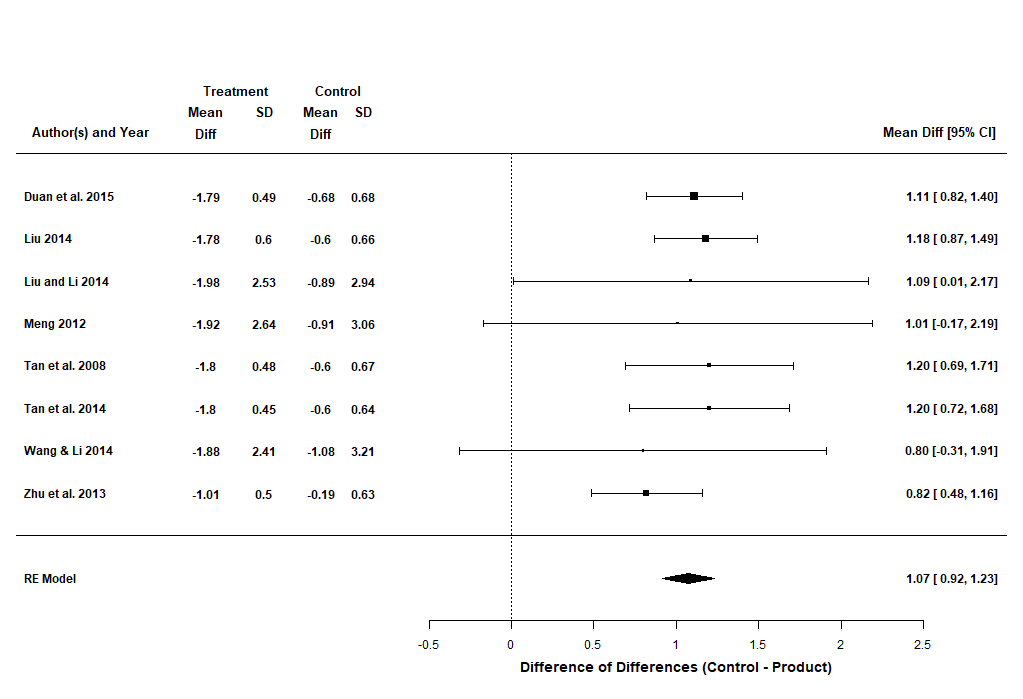 Treatment Control
Mean SD Mean SD
Author(s) and Year Diff Diff Mean Diff [95% CI]
Duan et al. 2015 -1.79 0.49 -0.68 0.68 1.11 [ 0.82, 1.40]
Liu 2014 -1.78 0.6 -0.6 0.66 1.18 [ 0.87, 1.49]
Liu and Li 2014 -1.98 2.53 -0.89 2.94 1.09 [ 0.01, 2.17]
Meng 2012 -1.92 2.64 -0.91 3.06 1.01 [-0.17, 2.19]
Tan et al. 2008 -1.8 0.48 -0.6 0.67 1.20 [ 0.69, 1.71]
Tan et al. 2014 -1.8 0.45 -0.6 0.64 1.20 [ 0.72, 1.68]
Wang & Li 2014 -1.88 2.41 -1.08 3.21 0.80 [-0.31, 1.91]
Zhu et al. 2013 -1.01 0.5 -0.19 0.63 0.82 [ 0.48, 1.16]
RE Model 1.07 [ 0.92, 1.23]
-0.5 0 0.5 1 1.5 2 2.5
Difference of Differences (Control - Product)